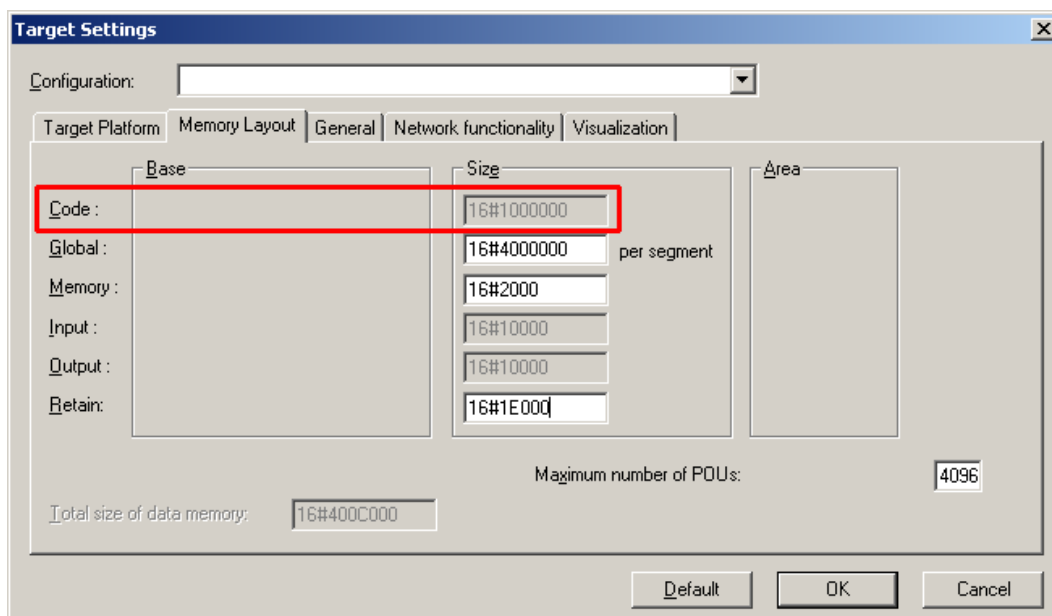 Target Settings
Configuration:
Target Platform Memory Layout General Network functionality Visualization
Base Size Area
Code : 16#1000000
Global : 16#4000000 per segment
Memory : 16#2000
Input : 16#10000
Output : 16#10000
Retain: 16#1E000
Maximum number of POUs: 4096
Total size of data memory: 16#400C000
Default OK Cancel